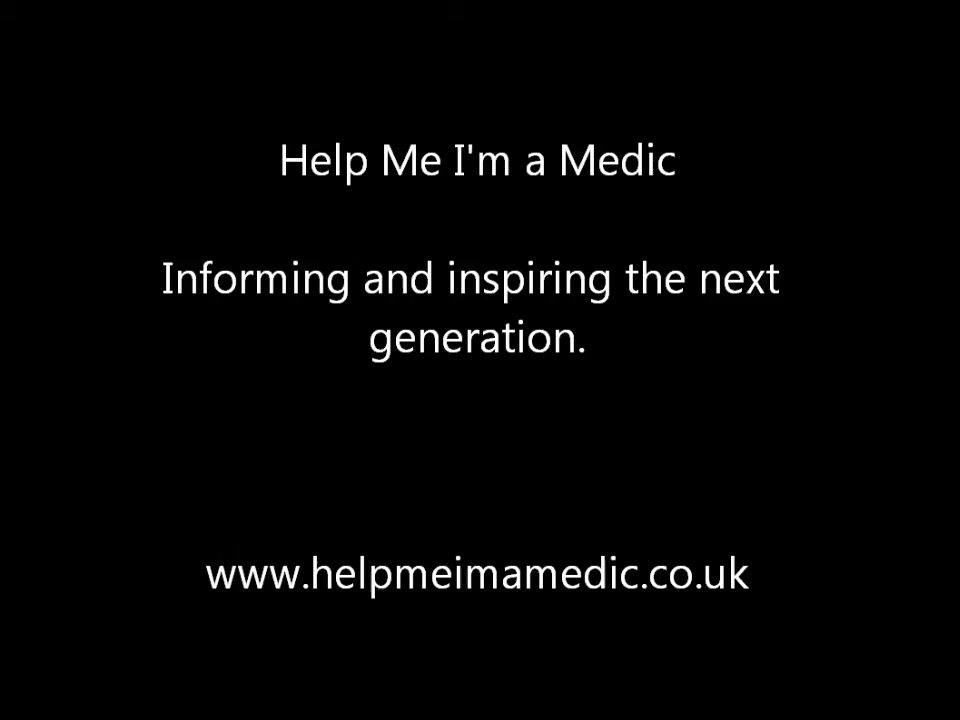 Help Me I'm a Medic
Informing and inspiring the next
generation.
www.helpmeimamedic.co.uk